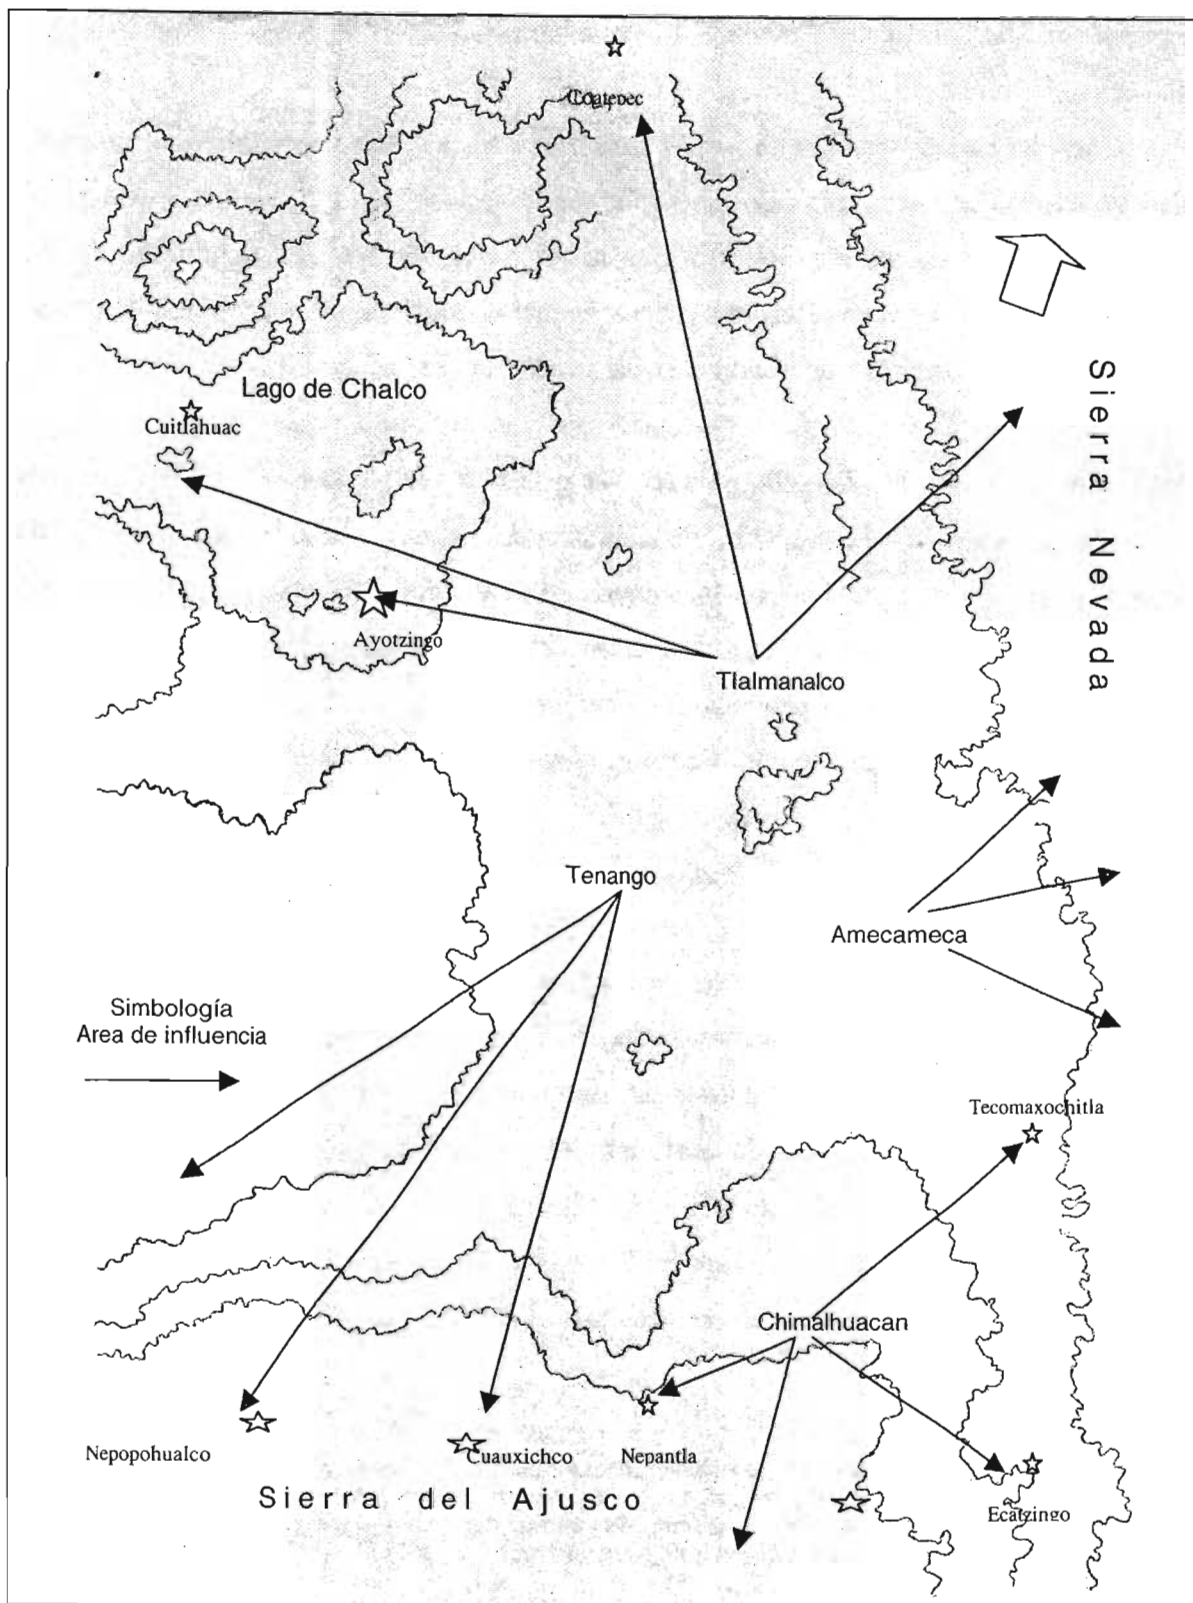 Coatepec
Sierra Nevada
Lago de Chalco
Cuitlahuac
Ayotzingo
Tlalmanalco
Tenango
Amecameca
Simbología
Area de influencia
Tecomaxochitla
Chimalhuacan
Nepopohualco
Cuauxichco
Nepantla
Sierra del Ajusco
Ecatzingo